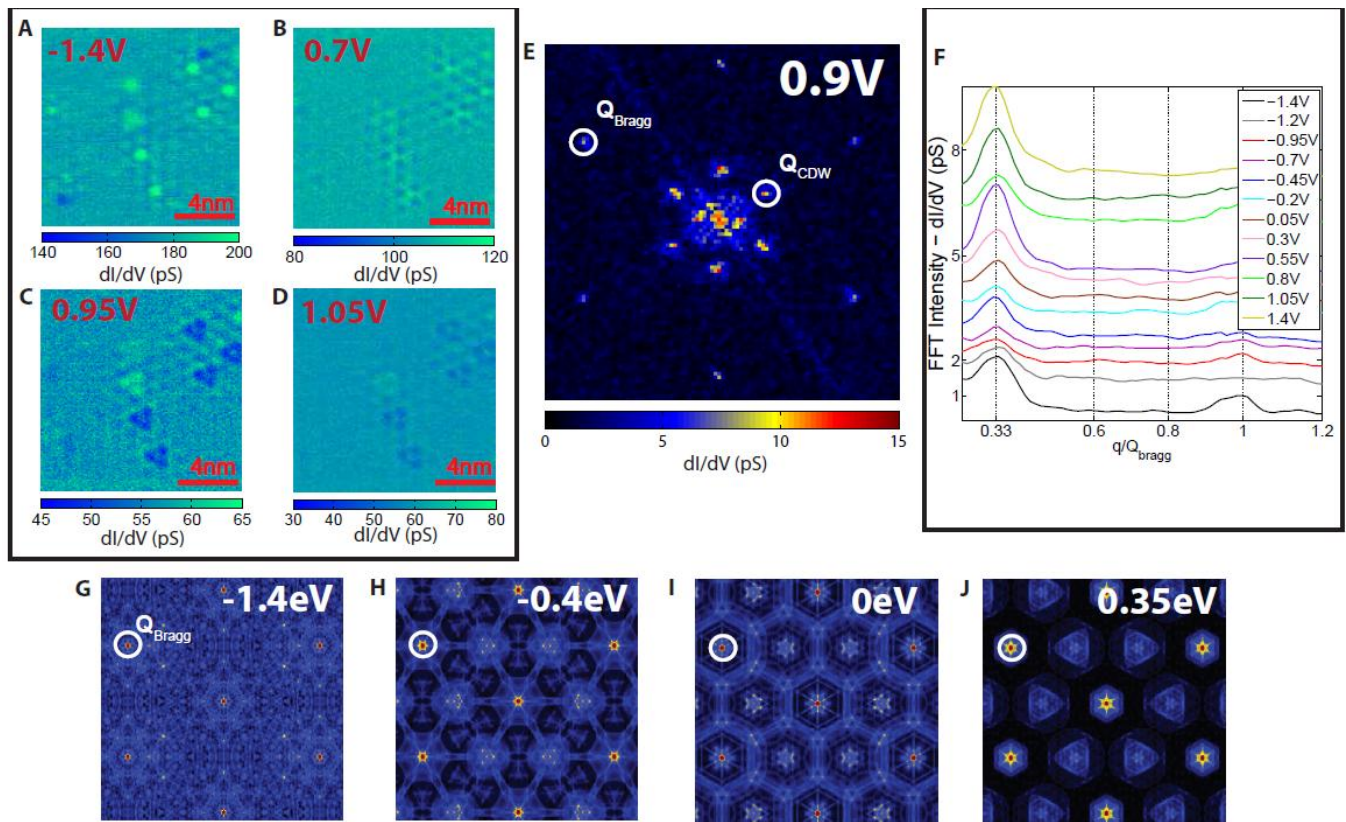 A
-1.4V
4nm
140 160 180 200
dI/dV (pS)
B
0.7V
4nm
80 100 120
dI/dV (pS)
C
0.95V
4nm
45 50 55 60 65
dI/dV (pS)
D
1.05V
4nm
30 40 50 60 70 80
dI/dV (pS)
E
0.9V
QBragg
QCDW
0 5 10 15
dI/dV (pS)
F
FFT Intensity - dI/dV (pS)
8
5
2
1
0.33 0.6 0.8 1 1.2
q/Qbragg
−1.4V
−1.2V
−0.95V
−0.7V
−0.45V
−0.2V
0.05V
0.3V
0.55V
0.8V
1.05V
1.4V
G
-1.4eV
QBragg
H
-0.4eV
I
0eV
J
0.35eV